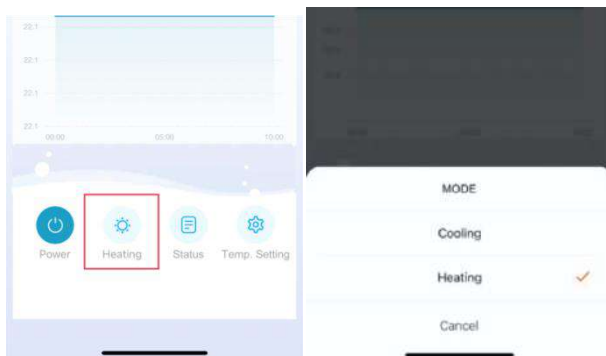 22.1
22.1
22.1
22.1
00:00 05:00 10:00
Power Heating Status Temp. Setting
MODE
Cooling
Heating
Cancel